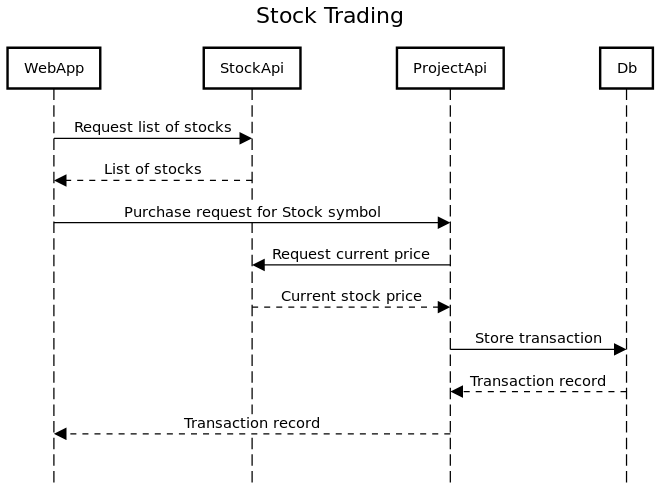 Stock Trading
WebApp
StockApi
ProjectApi
Db
Request list of stocks
List of stocks
Purchase request for Stock symbol
Request current price
Current stock price
Store transaction
Transaction record
Transaction record